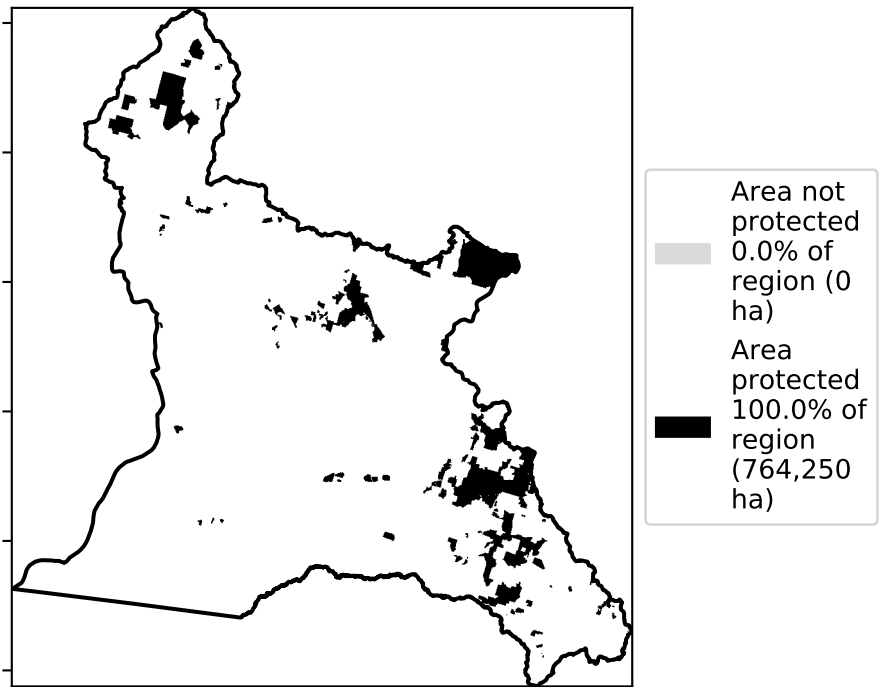 Area not
protected
0.0% of
region (0
ha)
Area
protected
100.0% of
region
(764,250
ha)